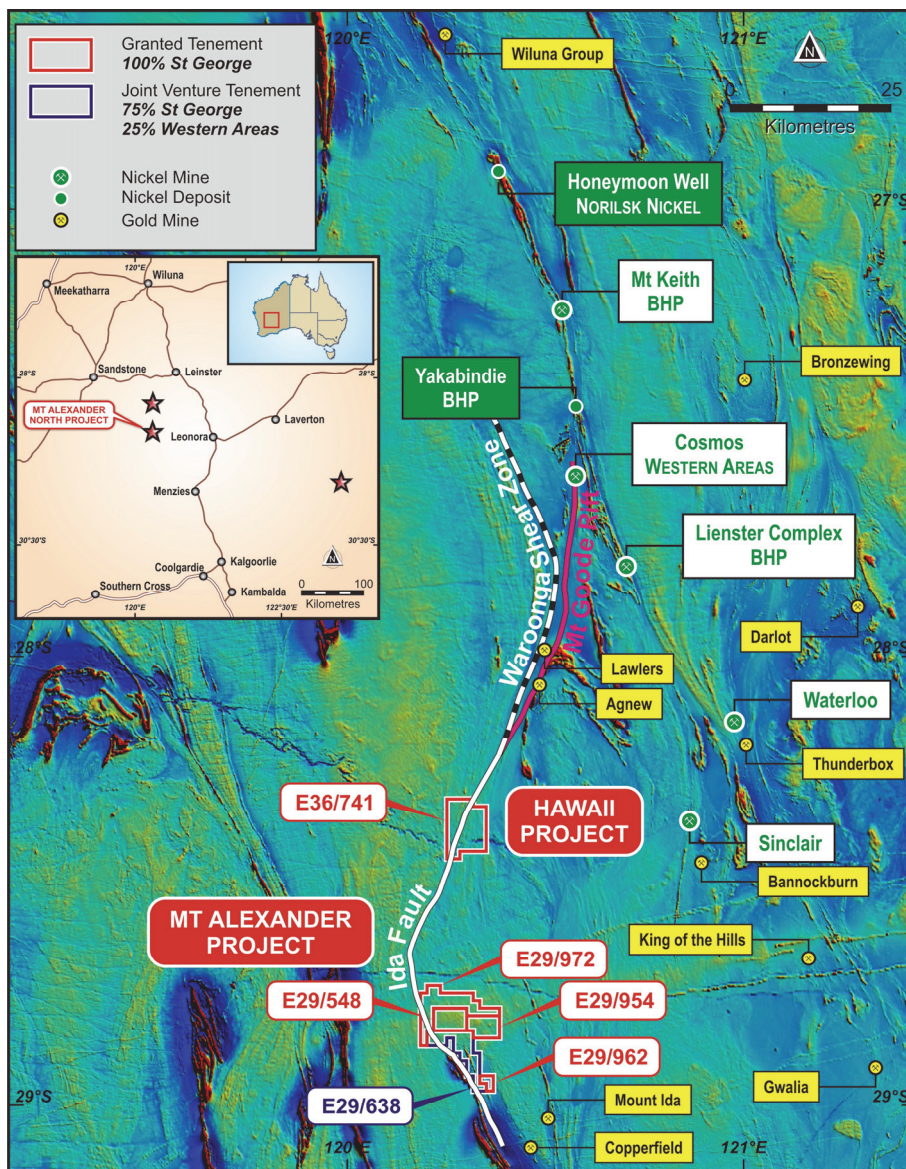 Granted Tenement
100% St George
Joint Venture Tenement
75% St George
25% Western Areas
Nickel Mine
Nickel Deposit
Gold Mine
120°E
121°E
Wiluna Group
N
0 25
Kilometres
Honeymoon Well
NORILSK NICKEL
27°S
27°S
Mt Keith
BHP
Bronzewing
Yakabindie
BHP
Cosmos
WESTERN AREAS
Waroonga Shear Zone
Mt Goode Rift
Lienster Complex
BHP
Darlot
28°S
28°S
Lawlers
Agnew
Waterloo
Thunderbox
E36/741
HAWAII
PROJECT
Sinclair
Bannockburn
Ida Fault
MT ALEXANDER
PROJECT
King of the Hills
E29/972
E29/548
E29/954
E29/962
E29/638
Gwalia
Mount Ida
Copperfield
29°S
29°S
120°E
121°E
120°E
Wiluna
Meekatharra
28°S
28°S
Sandstone
Leinster
MT ALEXANDER
NORTH PROJECT
Laverton
Leonora
Menzies
30°30S
30°30S
Kalgoorlie
Coolgardie
Southern Cross
Kambalda
N
0 100
Kilometres
120°E
122°30E